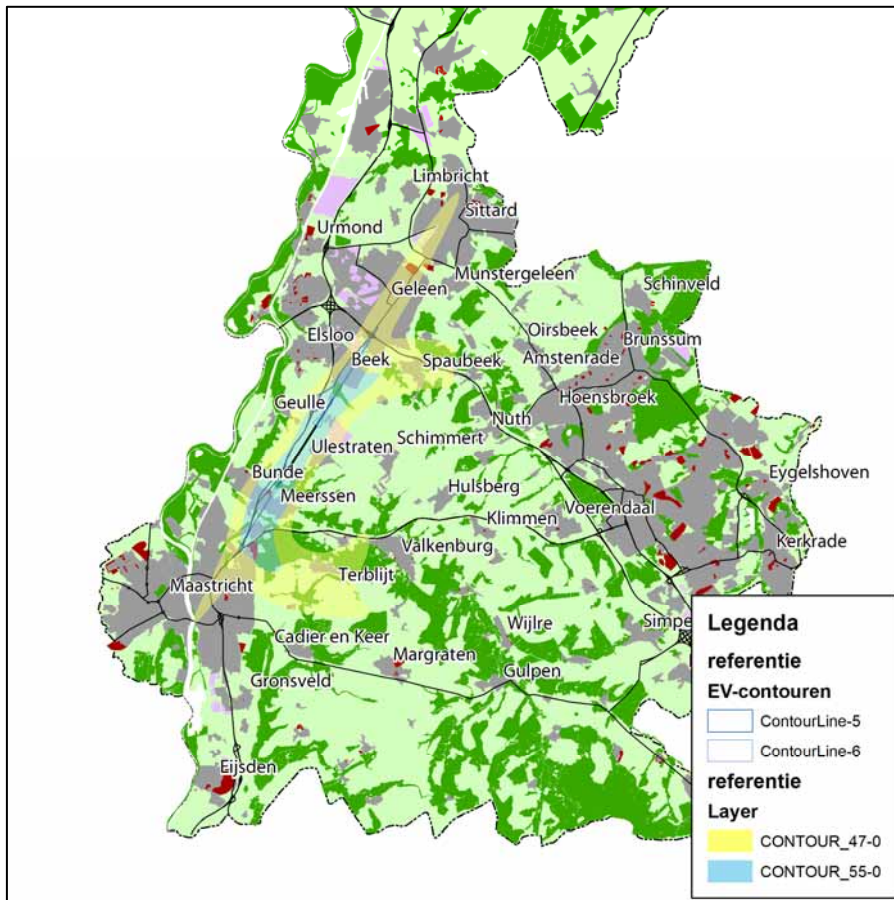 Limbricht
Sittard
Urmond
Munstergeleen
Schinveld
Geleen
Oirsbeek
Elsloo
Brunssum
Beek
Spaubeek
Amstenrade
Geulle
Hoensbroek
Nuth
Ulestraten
Schimmert
Bunde
Eygelshoven
Meerssen
Hulsberg
Voerendaal
Klimmen
Valkenburg
Kerkrade
Terblijt
Maastricht
Cadier en Keer
Wijlre
Simpe
Margraten
Gulpen
Gronsveld
Eijsden
Legenda
referentie
EV-contouren
ContourLine-5
ContourLine-6
referentie
Layer
CONTOUR_47-0
CONTOUR_55-0